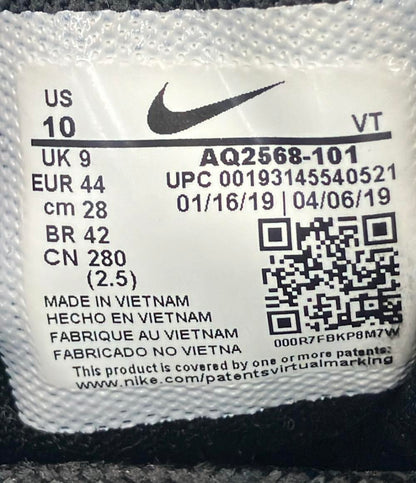 US
10
VT
UK 9
AQ2568-101
EUR 44
UPC 00193145540521
cm 28
01/16/19 | 04/06/19
BR 42
CN 280
(2.5)
MADE IN VIETNAM
HECHO EN VIETNAM
FABRIQUE AU VIETNAM
FABRICADO NO VIETNA
000R7FBKP8M7W
This product is covered by one or more patents:
www.nike.com/patentsvirtualmarking